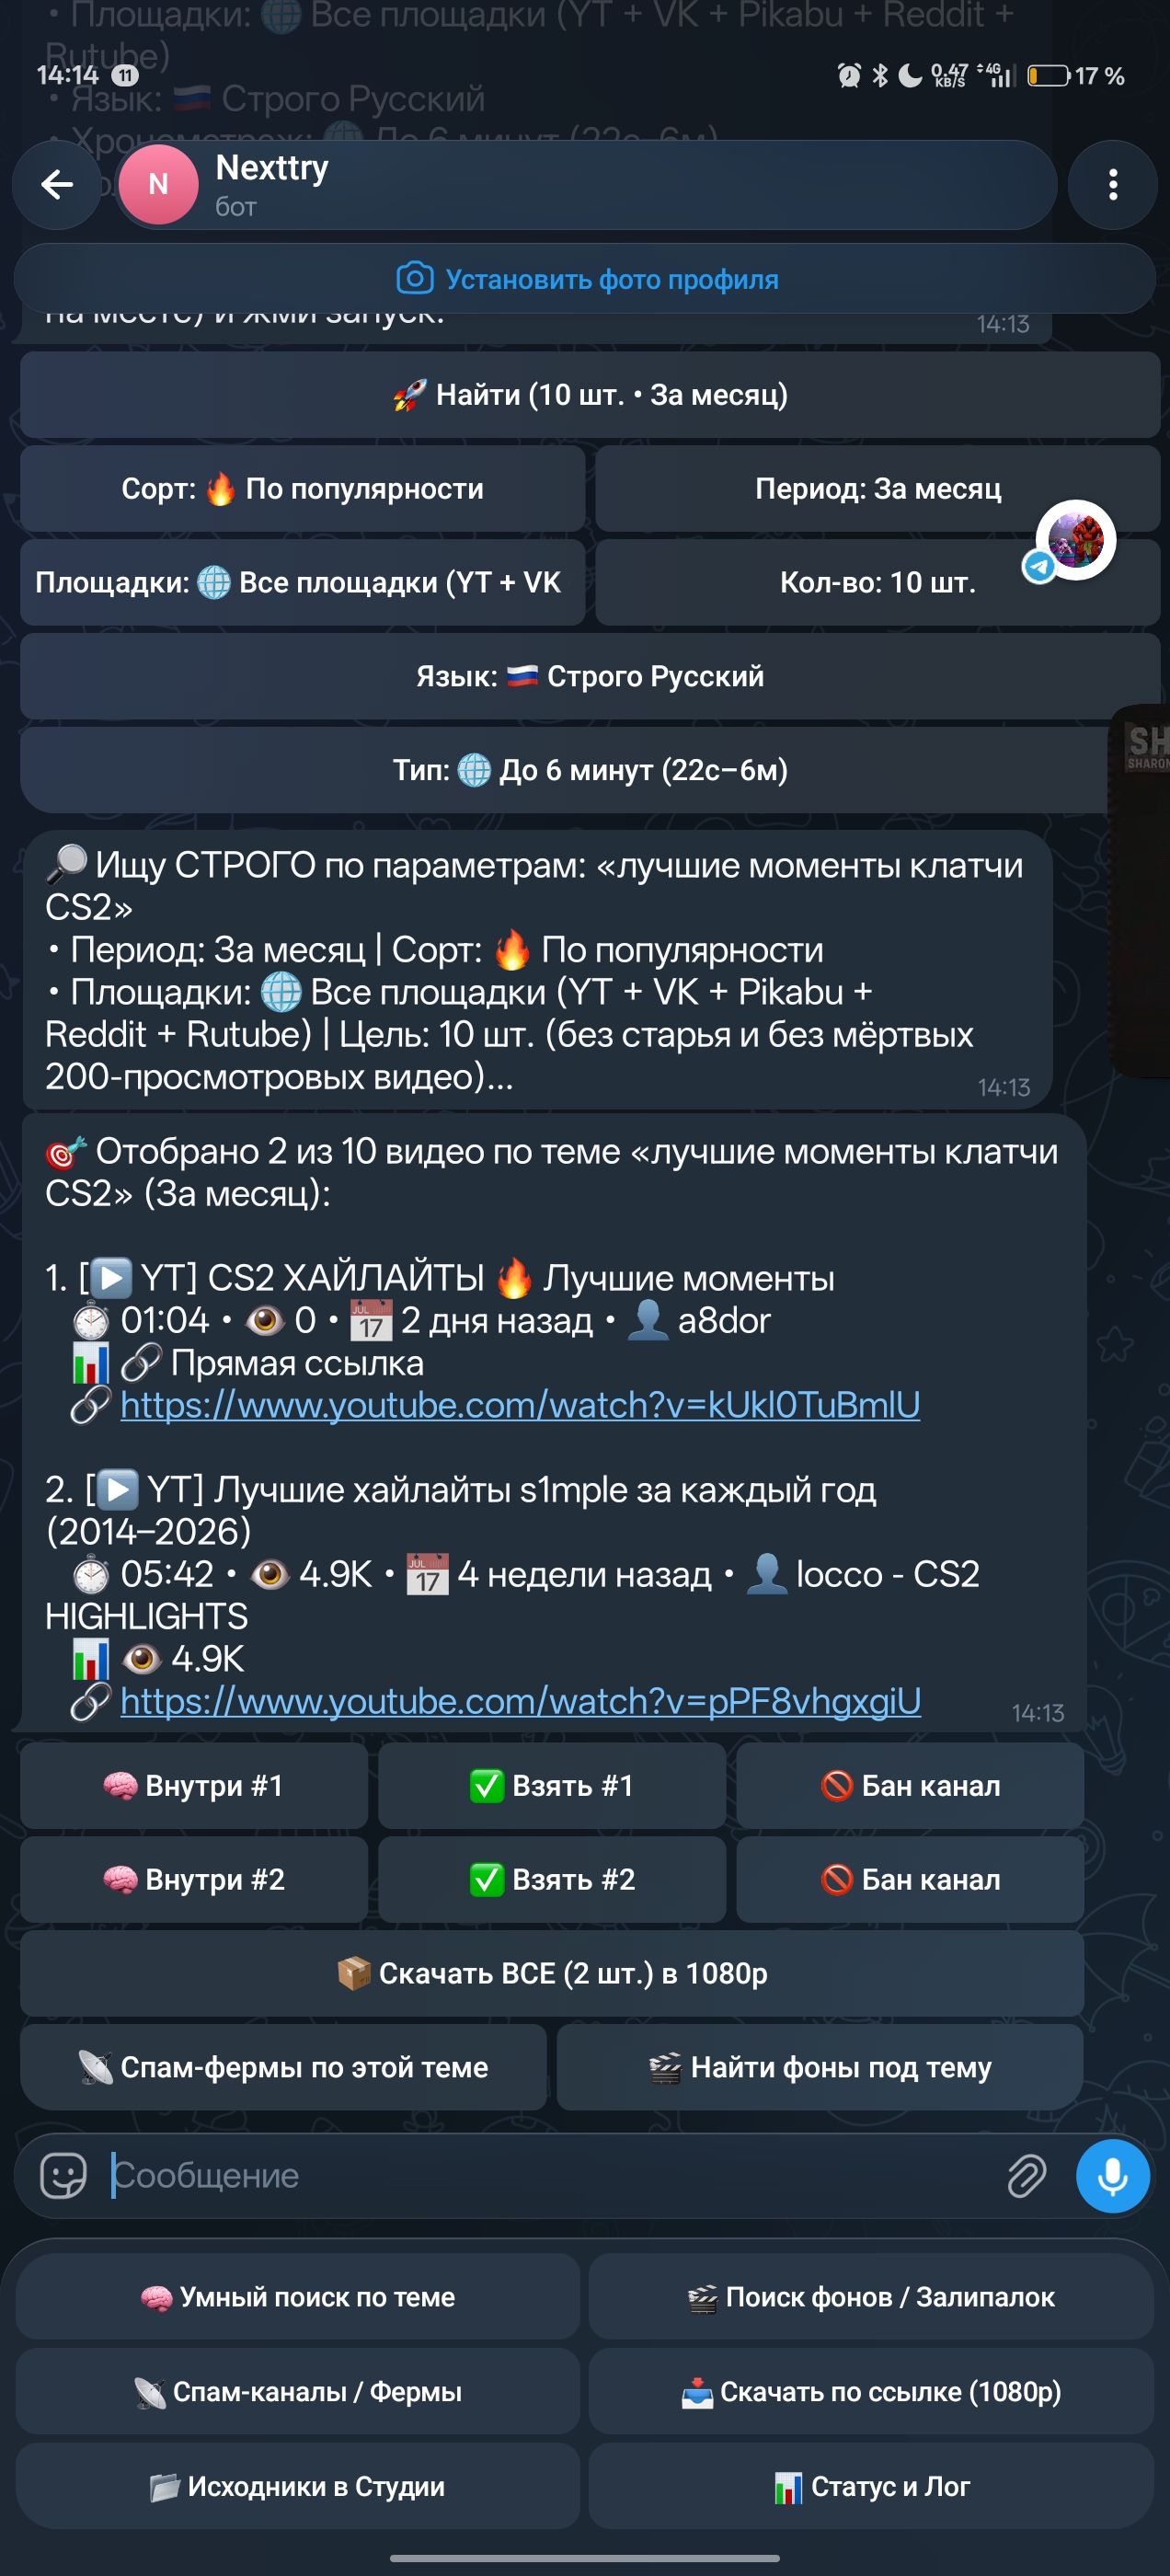 • Площадки: 🌐 Все площадки (YT + VK + Pikabu + Reddit +
Rutube)
14:14 11 0.47 KB/S 4G 17 %
• Язык: 🇷🇺 Строго Русский
• Хронометраж: 🌐 До 6 минут (22с–6м)
N Nexttry
бот
Установить фото профиля
на месте) и жми запуск.
14:13
🚀 Найти (10 шт. • За месяц)
Сорт: 🔥 По популярности
Период: За месяц
Площадки: 🌐 Все площадки (YT + VK
Кол-во: 10 шт.
Язык: 🇷🇺 Строго Русский
Тип: 🌐 До 6 минут (22с–6м)
SH
SHARON
🔎 Ищу СТРОГО по параметрам: «лучшие моменты клатчи
CS2»
• Период: За месяц | Сорт: 🔥 По популярности
• Площадки: 🌐 Все площадки (YT + VK + Pikabu +
Reddit + Rutube) | Цель: 10 шт. (без старья и без мёртвых
200-просмотровых видео)...
14:13
🎯 Отобрано 2 из 10 видео по теме «лучшие моменты клатчи
CS2» (За месяц):
1. [▶️ YT] CS2 ХАЙЛАЙТЫ 🔥 Лучшие моменты
⏱ 01:04 • 👁 0 • 📅 2 дня назад • 👤 a8dor
📊 🔗 Прямая ссылка
🔗 https://www.youtube.com/watch?v=kUkl0TuBmlU
2. [▶️ YT] Лучшие хайлайты s1mple за каждый год
(2014–2026)
⏱ 05:42 • 👁 4.9K • 📅 4 недели назад • 👤 locco - CS2
HIGHLIGHTS
📊 👁 4.9K
🔗 https://www.youtube.com/watch?v=pPF8vhgxgiU
14:13
🧠 Внутри #1
✅ Взять #1
🚫 Бан канал
🧠 Внутри #2
✅ Взять #2
🚫 Бан канал
📦 Скачать ВСЕ (2 шт.) в 1080p
📡 Спам-фермы по этой теме
🎬 Найти фоны под тему
Сообщение
🧠 Умный поиск по теме
🎬 Поиск фонов / Залипалок
📡 Спам-каналы / Фермы
📥 Скачать по ссылке (1080p)
📂 Исходники в Студии
📊 Статус и Лог